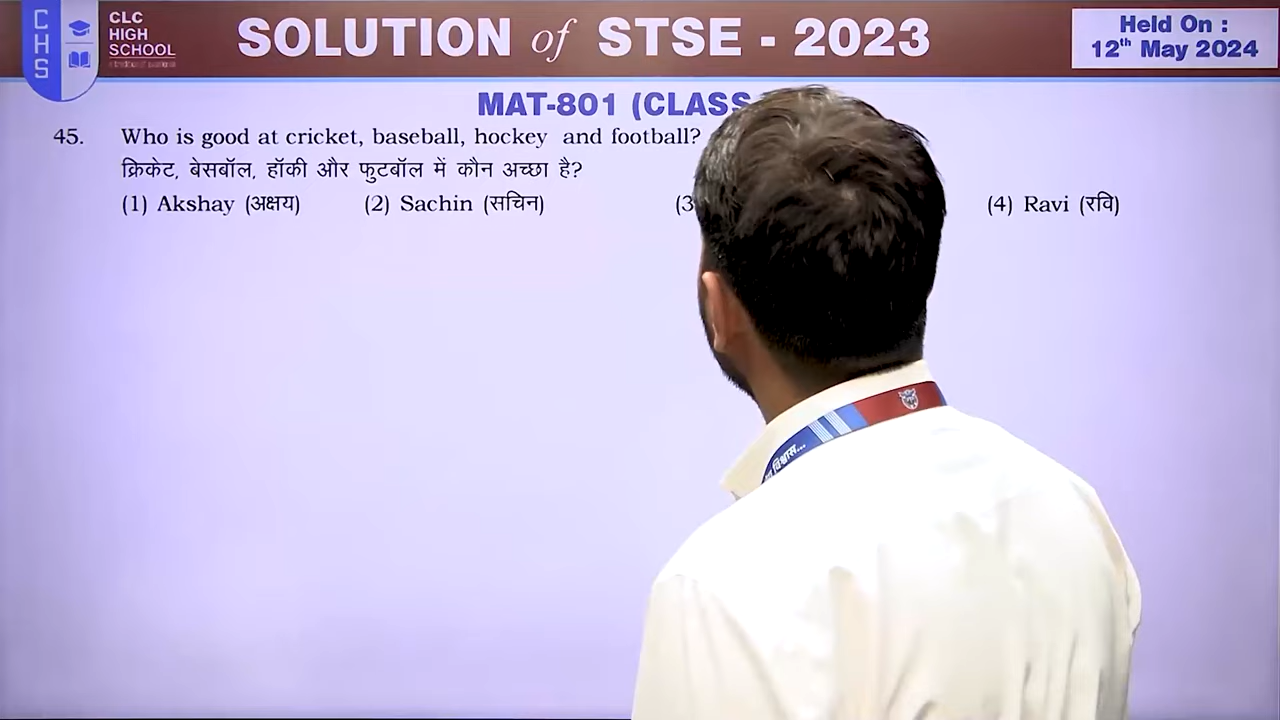 CHS
CLC
HIGH
SCHOOL
SOLUTION of STSE - 2023
Held On :
12th May 2024
MAT-801 (CLASS
45. Who is good at cricket, baseball, hockey and football?
क्रिकेट, बेसबॉल, हॉकी और फुटबॉल में कौन अच्छा है?
(1) Akshay (अक्षय) (2) Sachin (सचिन) (3 (4) Ravi (रवि)
विश्वास...